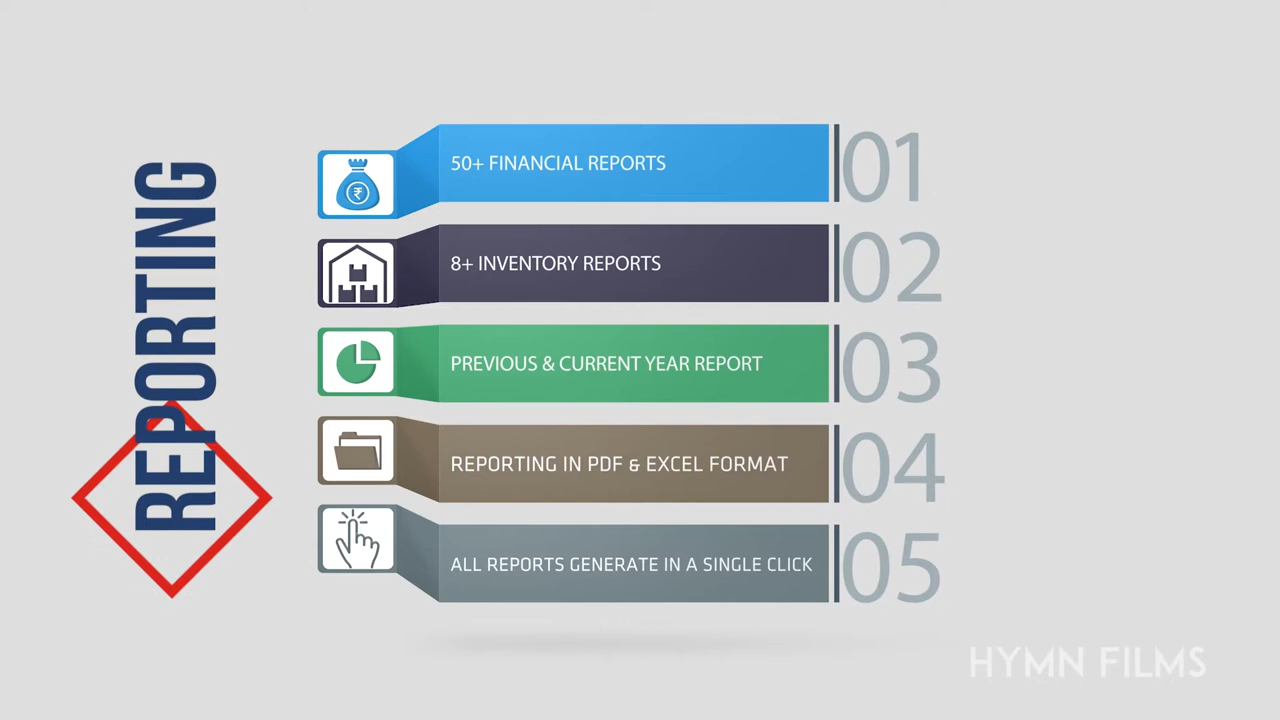 REPORTING
50+ FINANCIAL REPORTS
01
8+ INVENTORY REPORTS
02
PREVIOUS & CURRENT YEAR REPORT
03
REPORTING IN PDF & EXCEL FORMAT
04
ALL REPORTS GENERATE IN A SINGLE CLICK
05
HYMN FILMS
₹